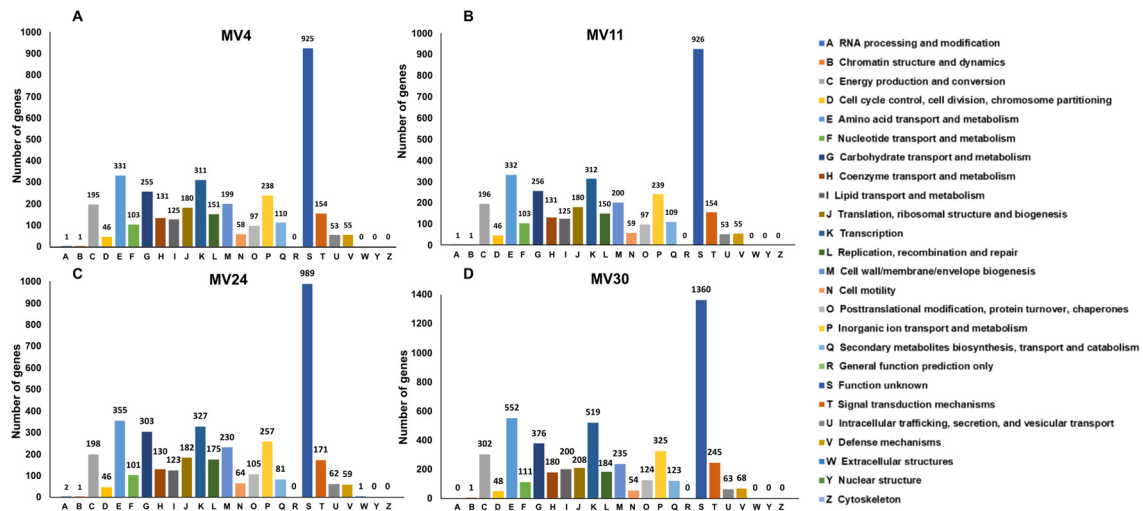 A
MV4
Number of genes
1000
900
800
700
600
500
400
300
200
100
0
1 1 195 46 331 103 255 131 125 180 311 151 199 58 97 238 110 0 925 154 53 55 0 0 0
A B C D E F G H I J K L M N O P Q R S T U V W Y Z
B
MV11
Number of genes
1000
900
800
700
600
500
400
300
200
100
0
1 1 196 46 332 103 256 131 125 180 312 150 200 59 97 239 109 0 926 154 53 55 0 0 0
A B C D E F G H I J K L M N O P Q R S T U V W Y Z
C
MV24
Number of genes
1000
900
800
700
600
500
400
300
200
100
0
2 1 198 46 355 101 303 130 123 182 327 175 230 64 105 257 81 0 989 171 62 59 1 0 0
A B C D E F G H I J K L M N O P Q R S T U V W Y Z
D
MV30
Number of genes
1400
1200
1000
800
600
400
200
0
0 1 302 48 552 111 376 180 200 208 519 184 235 54 124 325 123 0 1360 245 63 68 0 0 0
A B C D E F G H I J K L M N O P Q R S T U V W Y Z
A RNA processing and modification
B Chromatin structure and dynamics
C Energy production and conversion
D Cell cycle control, cell division, chromosome partitioning
E Amino acid transport and metabolism
F Nucleotide transport and metabolism
G Carbohydrate transport and metabolism
H Coenzyme transport and metabolism
I Lipid transport and metabolism
J Translation, ribosomal structure and biogenesis
K Transcription
L Replication, recombination and repair
M Cell wall/membrane/envelope biogenesis
N Cell motility
O Posttranslational modification, protein turnover, chaperones
P Inorganic ion transport and metabolism
Q Secondary metabolites biosynthesis, transport and catabolism
R General function prediction only
S Function unknown
T Signal transduction mechanisms
U Intracellular trafficking, secretion, and vesicular transport
V Defense mechanisms
W Extracellular structures
Y Nuclear structure
Z Cytoskeleton